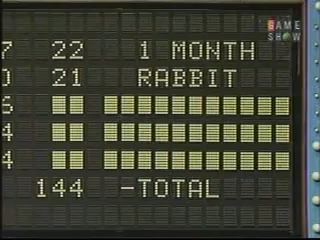 GAME
SHOW
7 22 1 MONTH
0 21 RABBIT
6
4
4
144 -TOTAL